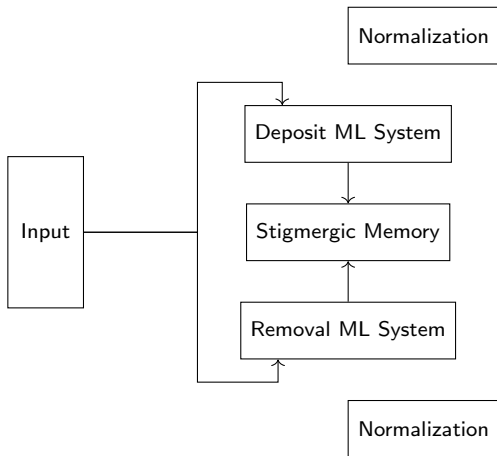 Normalization
Deposit ML System
Input
Stigmergic Memory
Removal ML System
Normalization